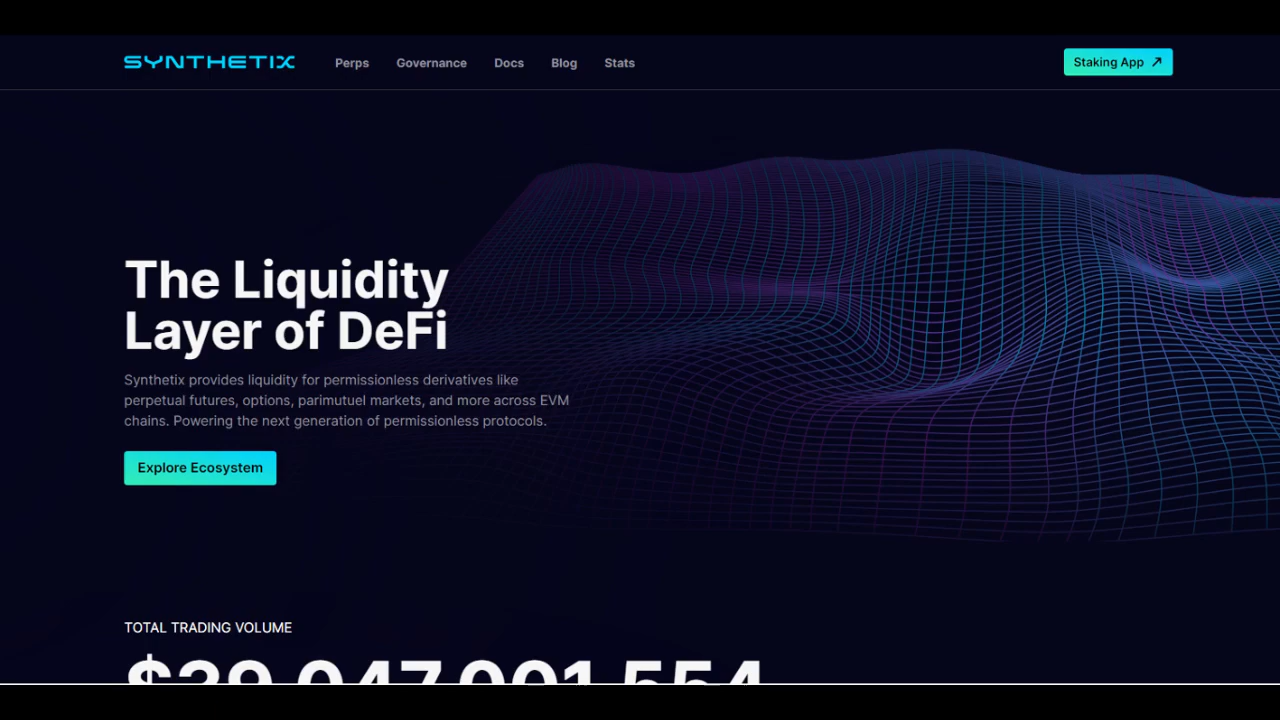 SYNTHETIX Perps Governance Docs Blog Stats Staking App
The Liquidity
Layer of DeFi
Synthetix provides liquidity for permissionless derivatives like
perpetual futures, options, parimutuel markets, and more across EVM
chains. Powering the next generation of permissionless protocols.
Explore Ecosystem
TOTAL TRADING VOLUME